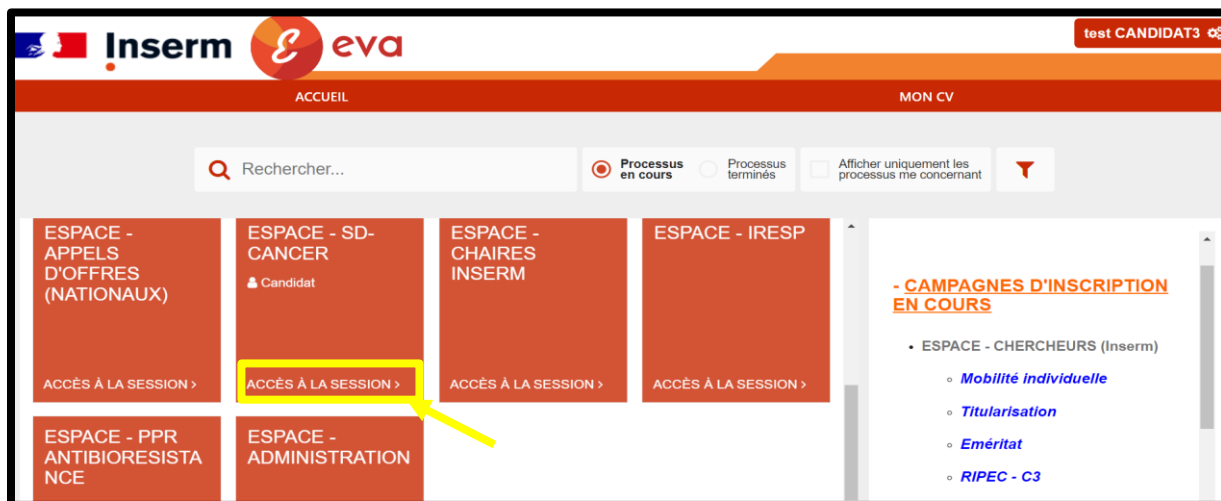 Inserm
eva
test CANDIDAT3
ACCUEIL
MON CV
Rechercher...
Processus
en cours
Processus
terminés
Afficher uniquement les
processus me concernant
ESPACE -
APPELS
D'OFFRES
(NATIONAUX)
ACCÈS À LA SESSION >
ESPACE - SD-
CANCER
Candidat
ACCÈS À LA SESSION >
ESPACE -
CHAIRES
INSERM
ACCÈS À LA SESSION >
ESPACE - IRESP
ACCÈS À LA SESSION >
ESPACE - PPR
ANTIBIORESISTA
NCE
ESPACE -
ADMINISTRATION
- CAMPAGNES D'INSCRIPTION
EN COURS
• ESPACE - CHERCHEURS (Inserm)
◦ Mobilité individuelle
◦ Titularisation
◦ Eméritat
◦ RIPEC - C3